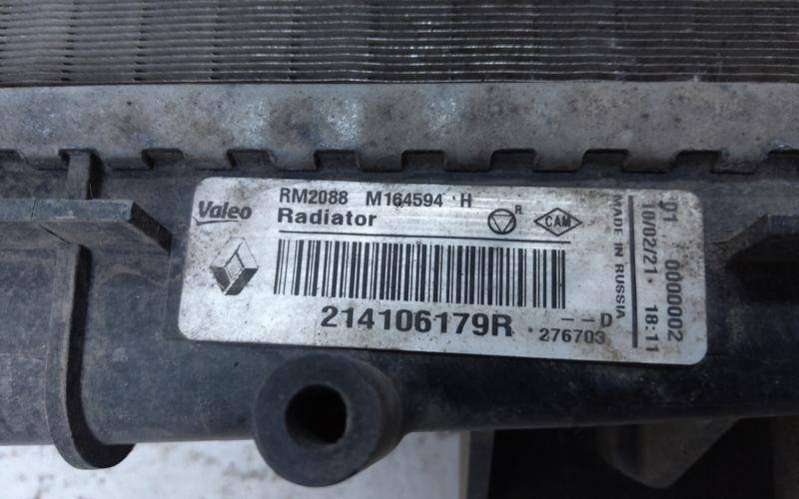 Valeo
RM2088 M164594 H
Radiator
R
CAM
214106179R
--D
276703
MADE IN RUSSIA
01 0000002
10/02/21 18:11